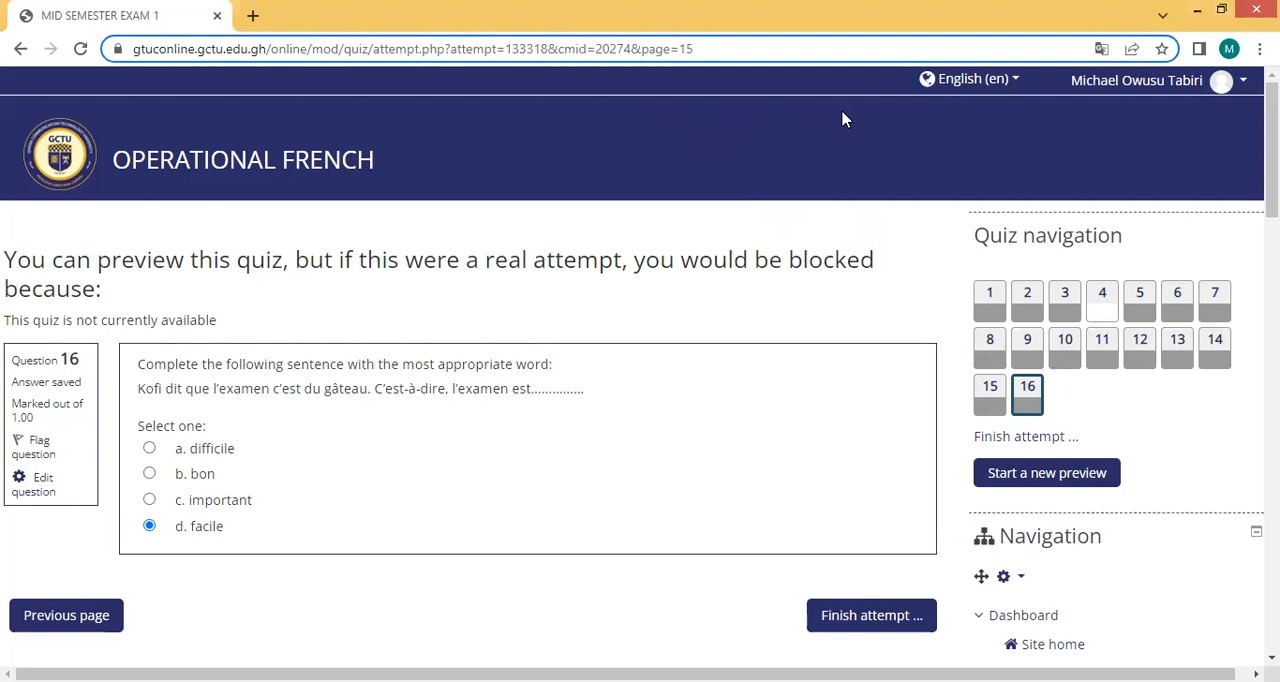 MID SEMESTER EXAM 1
gtuconline.gctu.edu.gh/online/mod/quiz/attempt.php?attempt=133318&cmid=20274&page=15
M
English (en)
Michael Owusu Tabiri
GCTU
OPERATIONAL FRENCH
You can preview this quiz, but if this were a real attempt, you would be blocked
because:
This quiz is not currently available
Question 16
Answer saved
Marked out of
1.00
Flag
question
Edit
question
Complete the following sentence with the most appropriate word:
Kofi dit que l’examen c’est du gâteau. C’est-à-dire, l’examen est..............
Select one:
a. difficile
b. bon
c. important
d. facile
Previous page
Finish attempt ...
Quiz navigation
1 2 3 4 5 6 7
8 9 10 11 12 13 14
15 16
Finish attempt ...
Start a new preview
Navigation
Dashboard
Site home